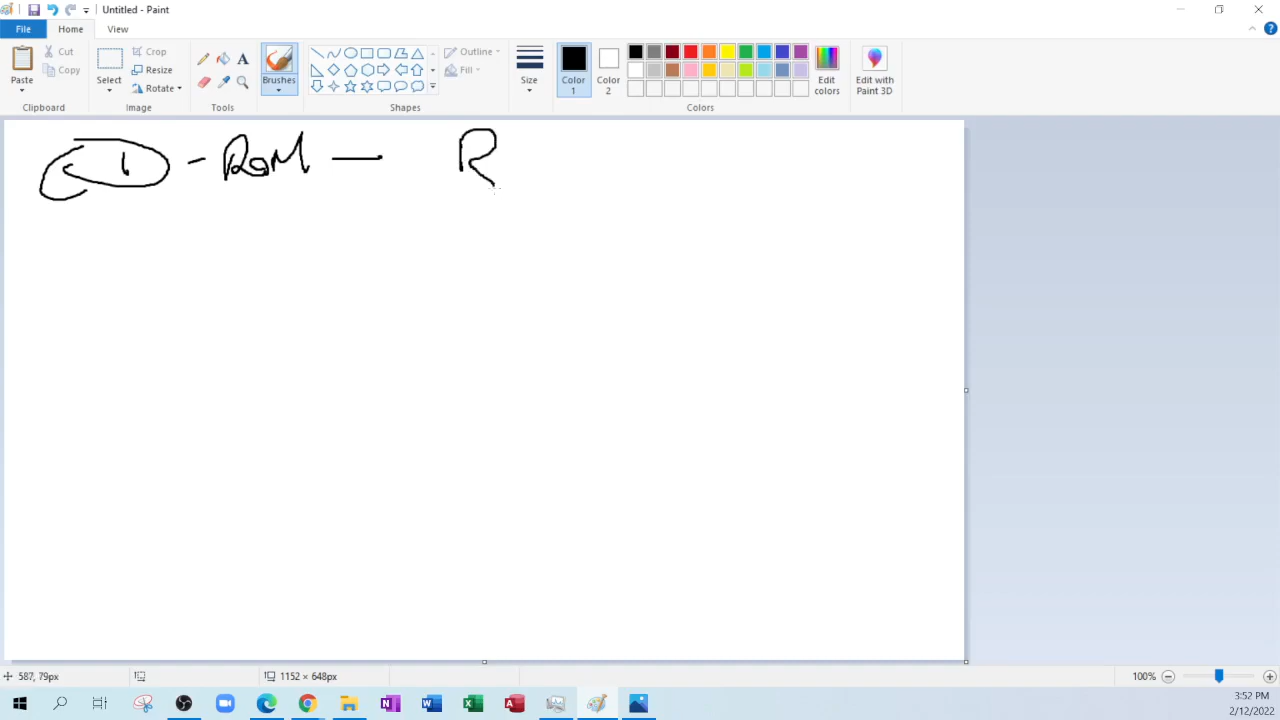 Untitled - Paint
File Home View
Paste Cut Copy Clipboard
Select Crop Resize Rotate Image
Tools
Brushes
Shapes Outline Fill
Size
Color 1 Color 2 Edit colors Colors
Edit with Paint 3D
1 - ROM — R
587, 79px 1152 × 648px 100%
3:52 PM
2/12/2022